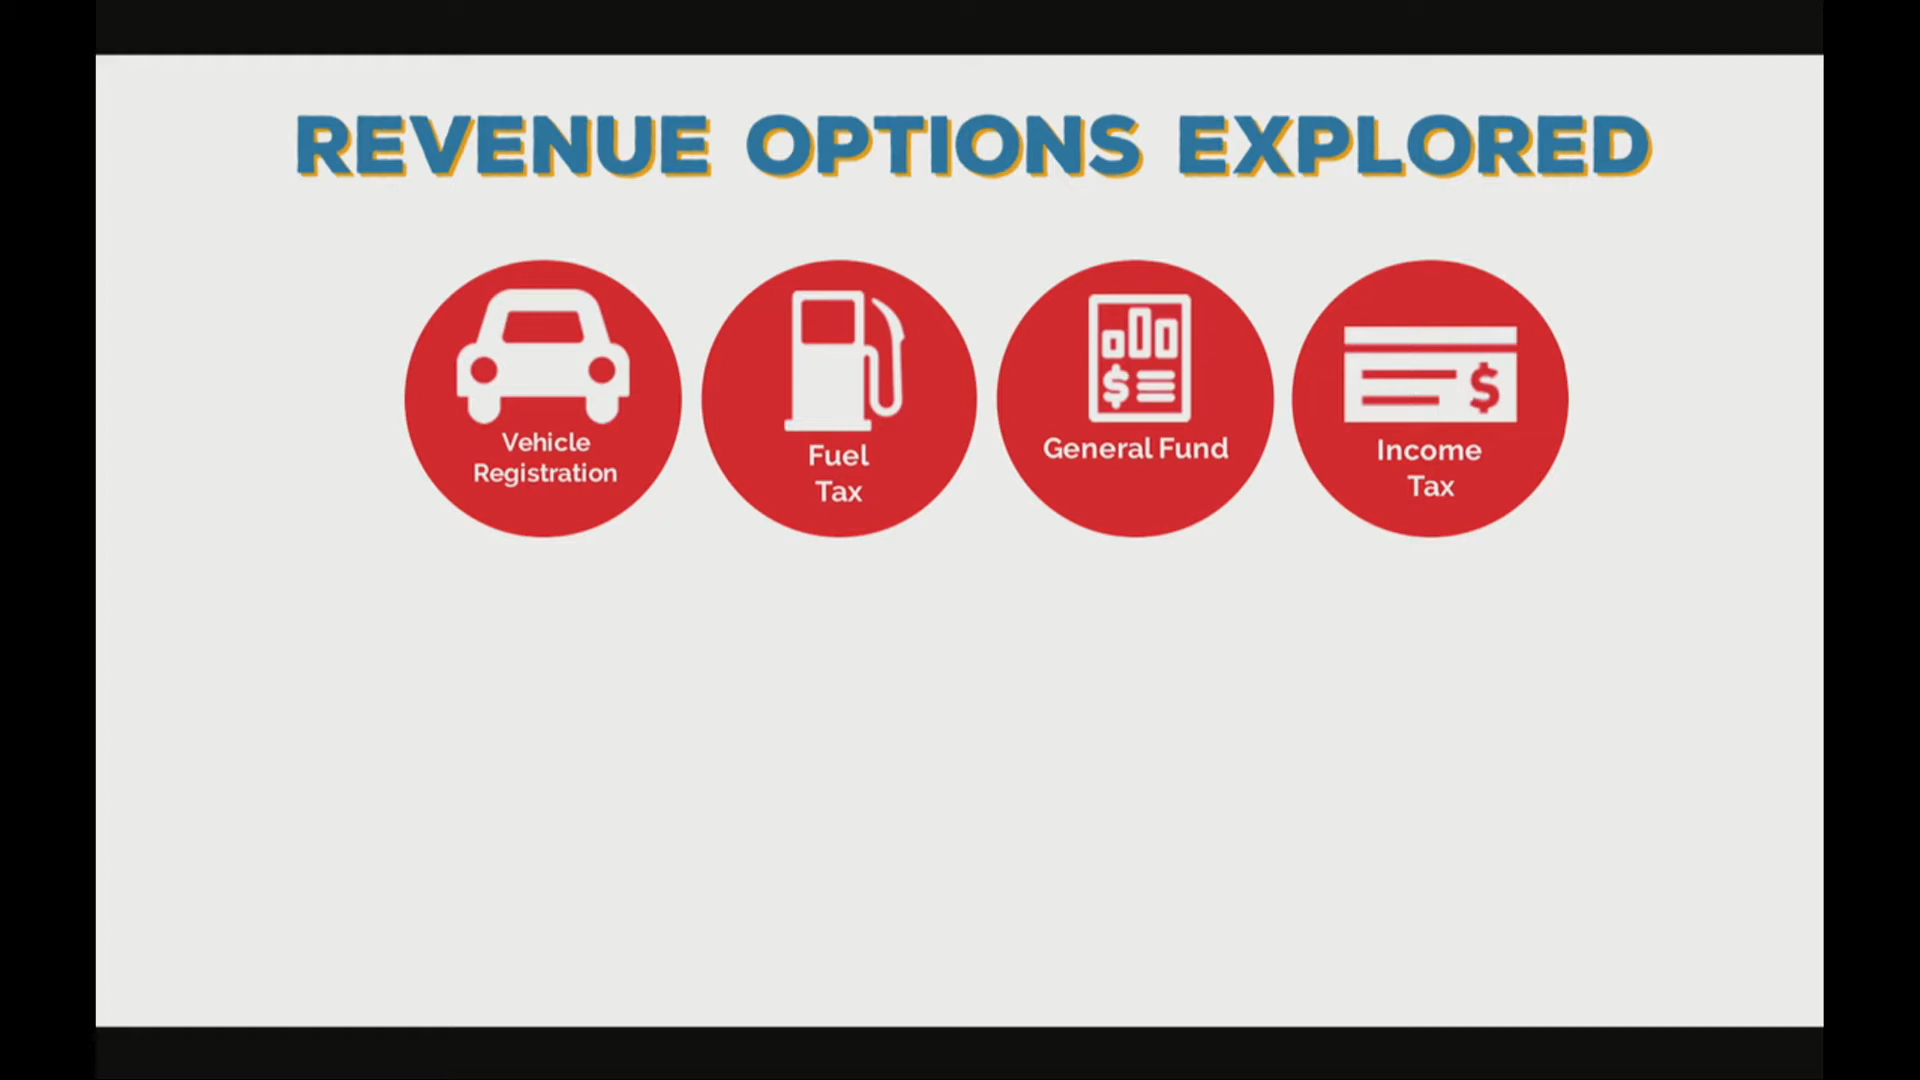 REVENUE OPTIONS EXPLORED
Vehicle
Registration
Fuel
Tax
General Fund
$
Income
Tax
$